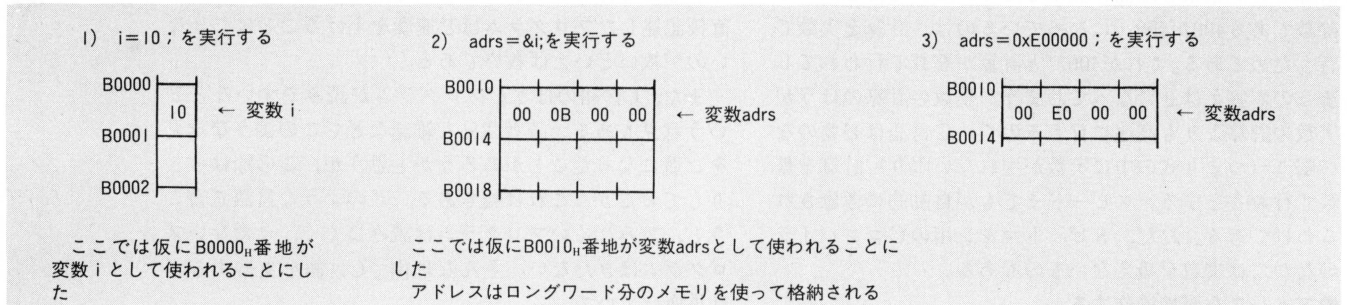 1) i=10;を実行する
B0000
10 ← 変数 i
B0001
B0002
ここでは仮にB0000H番地が
変数 i として使われることにし
た
2) adrs=&i;を実行する
B0010
00 0B 00 00 ← 変数adrs
B0014
B0018
ここでは仮にB0010H番地が変数adrsとして使われることに
した
アドレスはロングワード分のメモリを使って格納される
3) adrs=0xE00000;を実行する
B0010
00 E0 00 00 ← 変数adrs
B0014